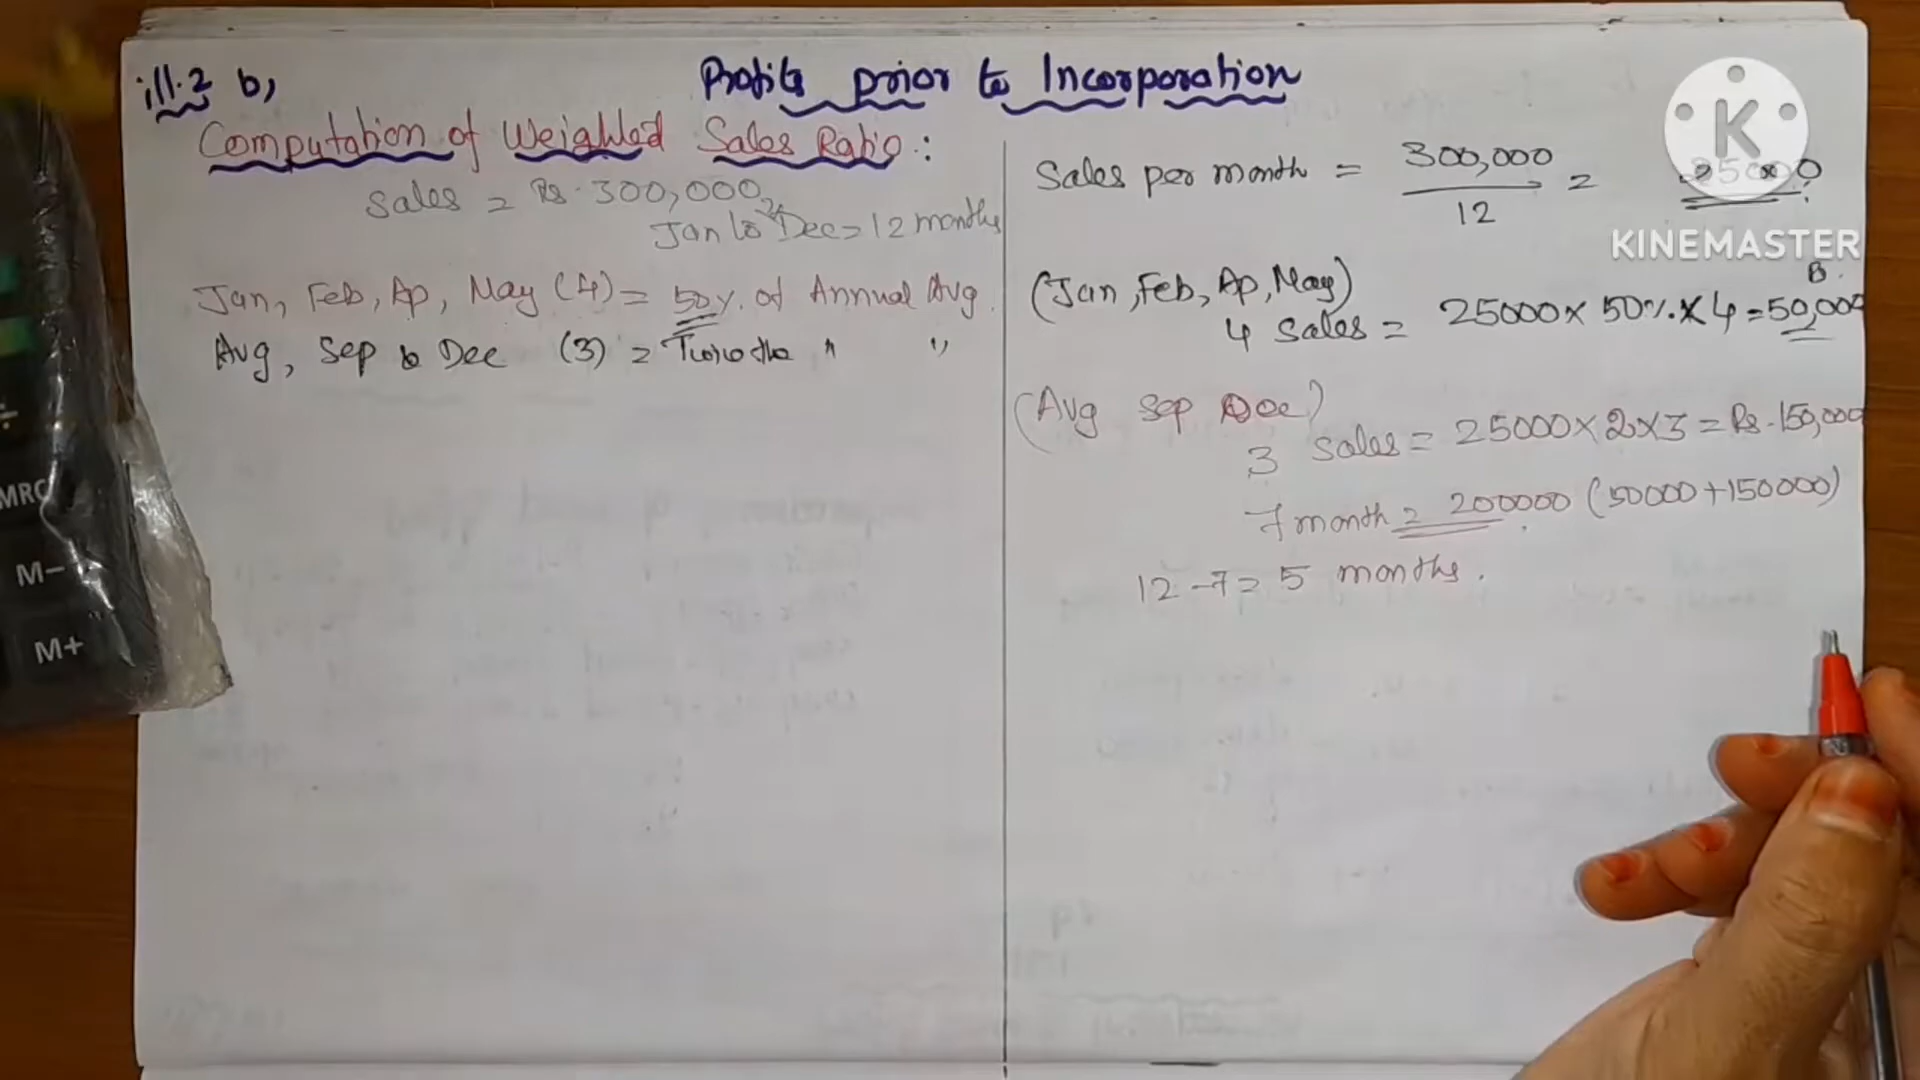 ill.2 b, Profits prior to Incorporation
Computation of Weighted Sales Ratio :
Sales = Rs. 300,000
Jan to Dec = 12 months
Jan, Feb, Ap, May (4) = 50% of Annual Avg.
Aug, Sep & Dec (3) = Twice the " "
Sales per month = 300,000 / 12 = 25000
(Jan, Feb, Ap, May)
4 Sales = 25000 × 50% × 4 = 50,000
(Aug Sep Dec)
3 Sales = 25000 × 2 × 3 = Rs. 150,000
7 month = 200000 (50000 + 150000)
12 - 7 = 5 months.
K
KINEMASTER
÷
MRC
M-
M+